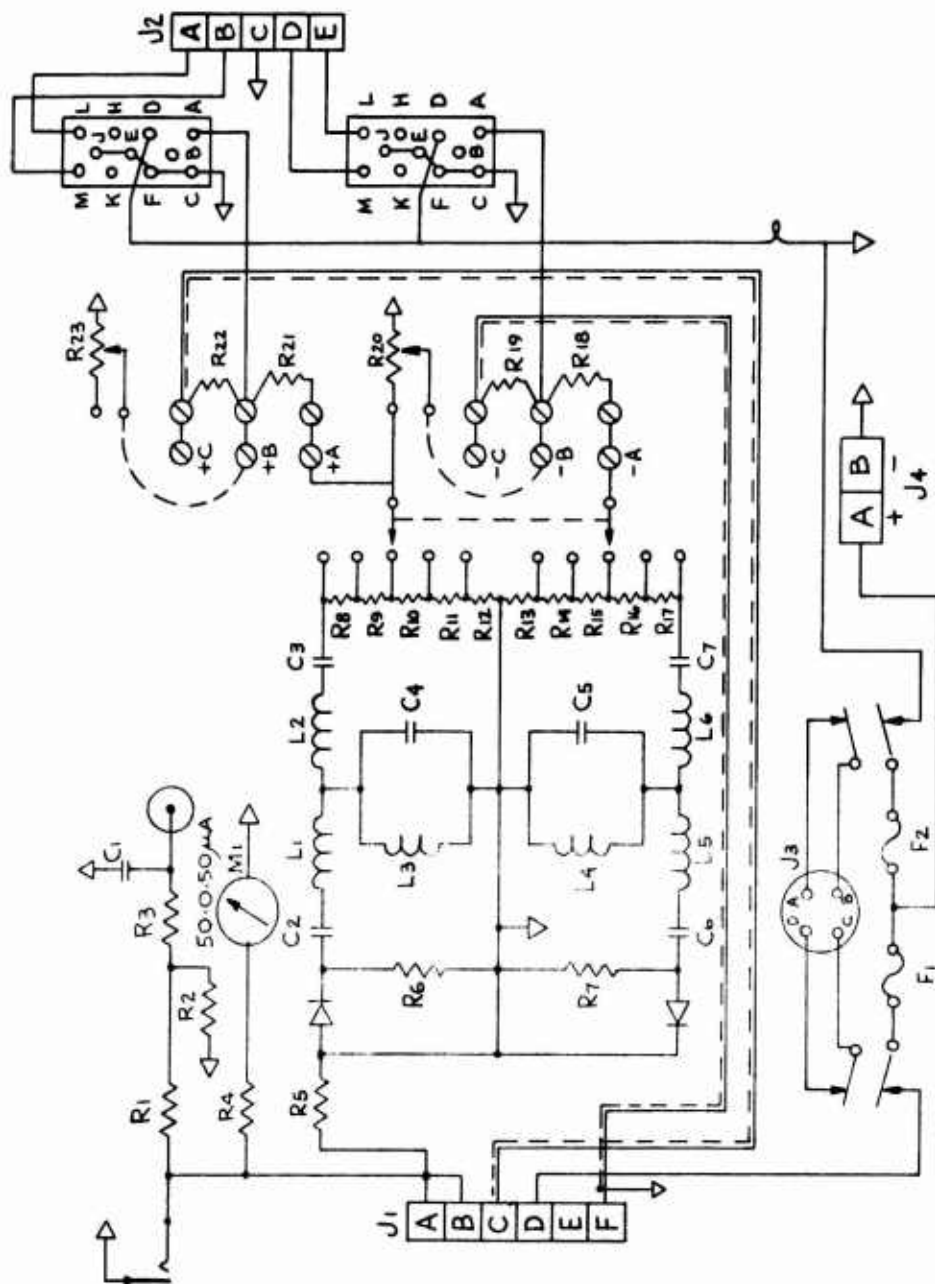 J2
A
B
C
D
E
L
H
D
A
J
E
B
M
K
F
C
L
H
D
A
J
E
B
M
K
F
C
R23
R22
R21
+C
+B
+A
R20
R19
R18
-C
-B
-A
J4
A
B
+
-
R8
R9
R10
R11
R12
R13
R14
R15
R16
R17
C3
C7
L2
C4
C5
L6
L1
L3
L4
L5
C2
C6
C1
50.0.50µA
M1
R3
R2
R1
R4
R5
R6
R7
J3
D
A
C
B
F1
F2
J1
A
B
C
D
E
F